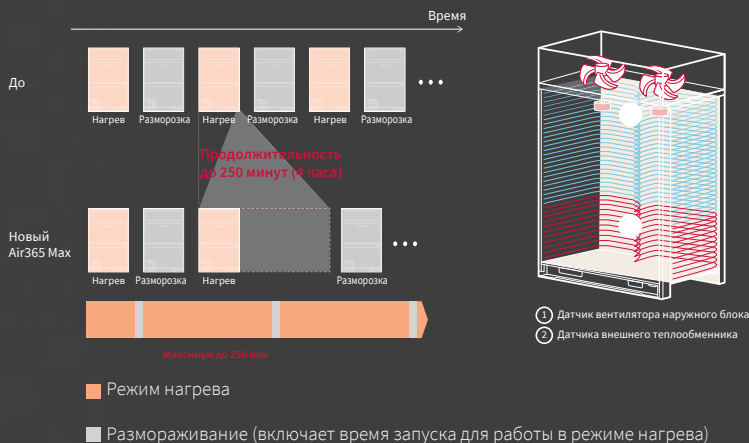 Время
До
Нагрев Разморозка Нагрев Разморозка Нагрев Разморозка
Продолжительность
до 250 минут (4 часа)
Новый
Air365 Max
Нагрев Разморозка Нагрев Разморозка
Максимум до 250 мин
1 Датчик вентилятора наружного блока
2 Датчика внешнего теплообменника
Режим нагрева
Размораживание (включает время запуска для работы в режиме нагрева)